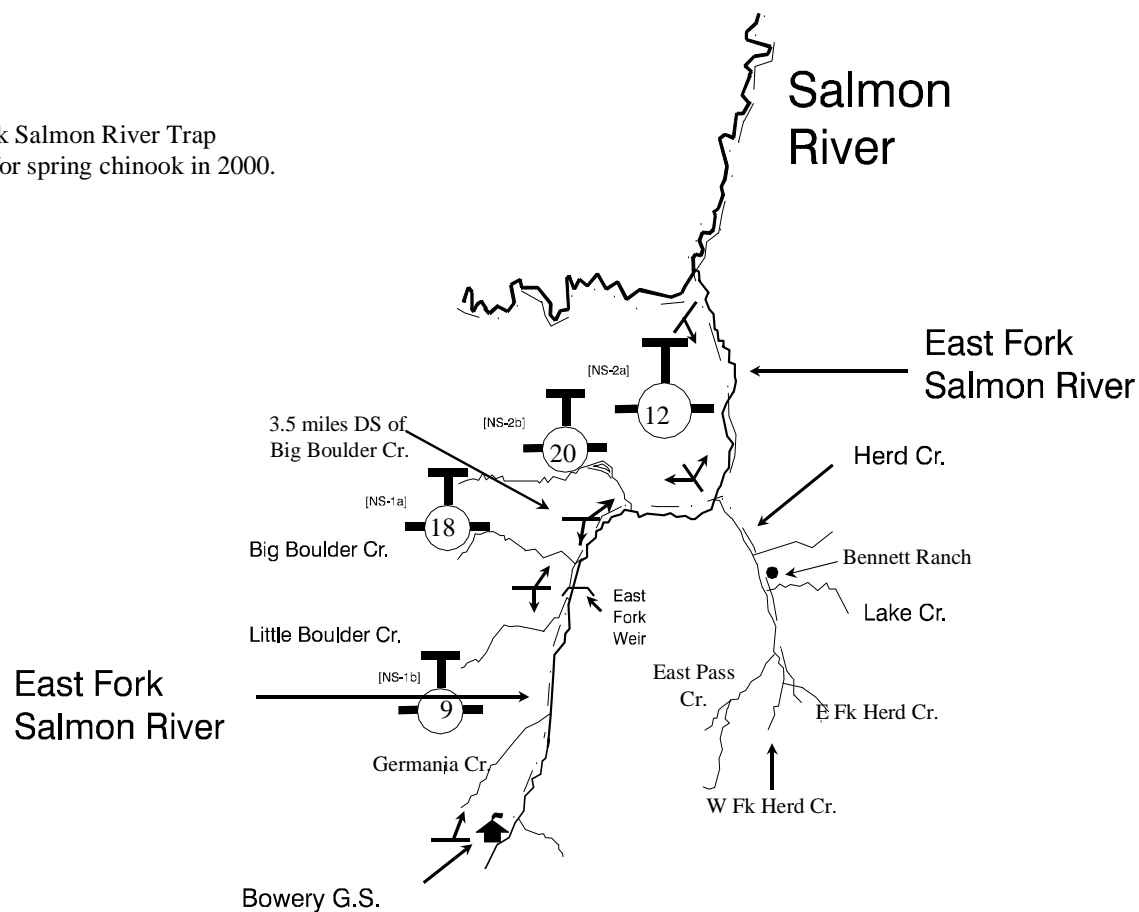 Salmon
River
k Salmon River Trap
or spring chinook in 2000.
East Fork
Salmon River
[NS-2a]
12
[NS-2b]
20
3.5 miles DS of
Big Boulder Cr.
Herd Cr.
[NS-1a]
18
Big Boulder Cr.
Bennett Ranch
East
Fork
Weir
Lake Cr.
Little Boulder Cr.
[NS-1b]
9
East Fork
Salmon River
East Pass
Cr.
E Fk Herd Cr.
Germania Cr.
W Fk Herd Cr.
Bowery G.S.